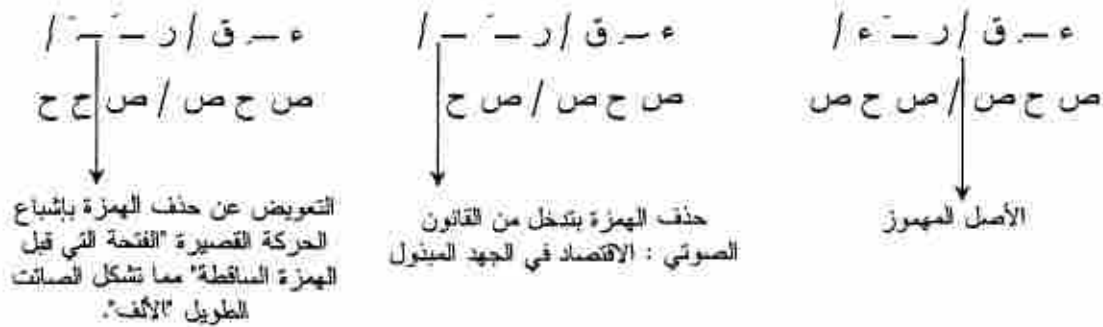 ء ـِـ ق / ر ـَـ ء /
ص ح ص / ص ح ص
الأصل المهموز
ء ـِـ ق / ر ـَـ ـــ /
ص ح ص / ص ح
حذف الهمزة بتدخل من القانون
الصوتي : الاقتصاد في الجهد المبذول
ء ـِـ ق / ر ـَـ ـَـ /
ص ح ص / ص ح ح
التعويض عن حذف الهمزة بإشباع
الحركة القصيرة "الفتحة التي قبل
الهمزة الساقطة" مما تشكل الصائت
الطويل "الألف".